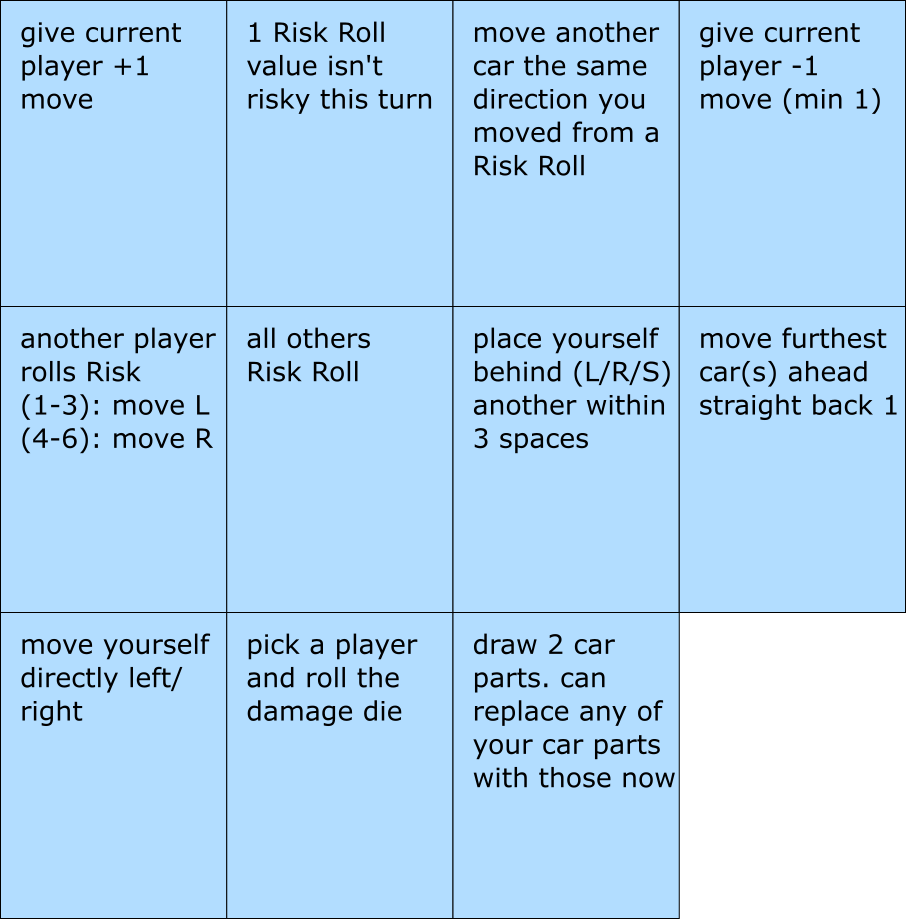 give current
player +1
move
1 Risk Roll
value isn't
risky this turn
move another
car the same
direction you
moved from a
Risk Roll
give current
player -1
move (min 1)
another player
rolls Risk
(1-3): move L
(4-6): move R
all others
Risk Roll
place yourself
behind (L/R/S)
another within
3 spaces
move furthest
car(s) ahead
straight back 1
move yourself
directly left/
right
pick a player
and roll the
damage die
draw 2 car
parts. can
replace any of
your car parts
with those now